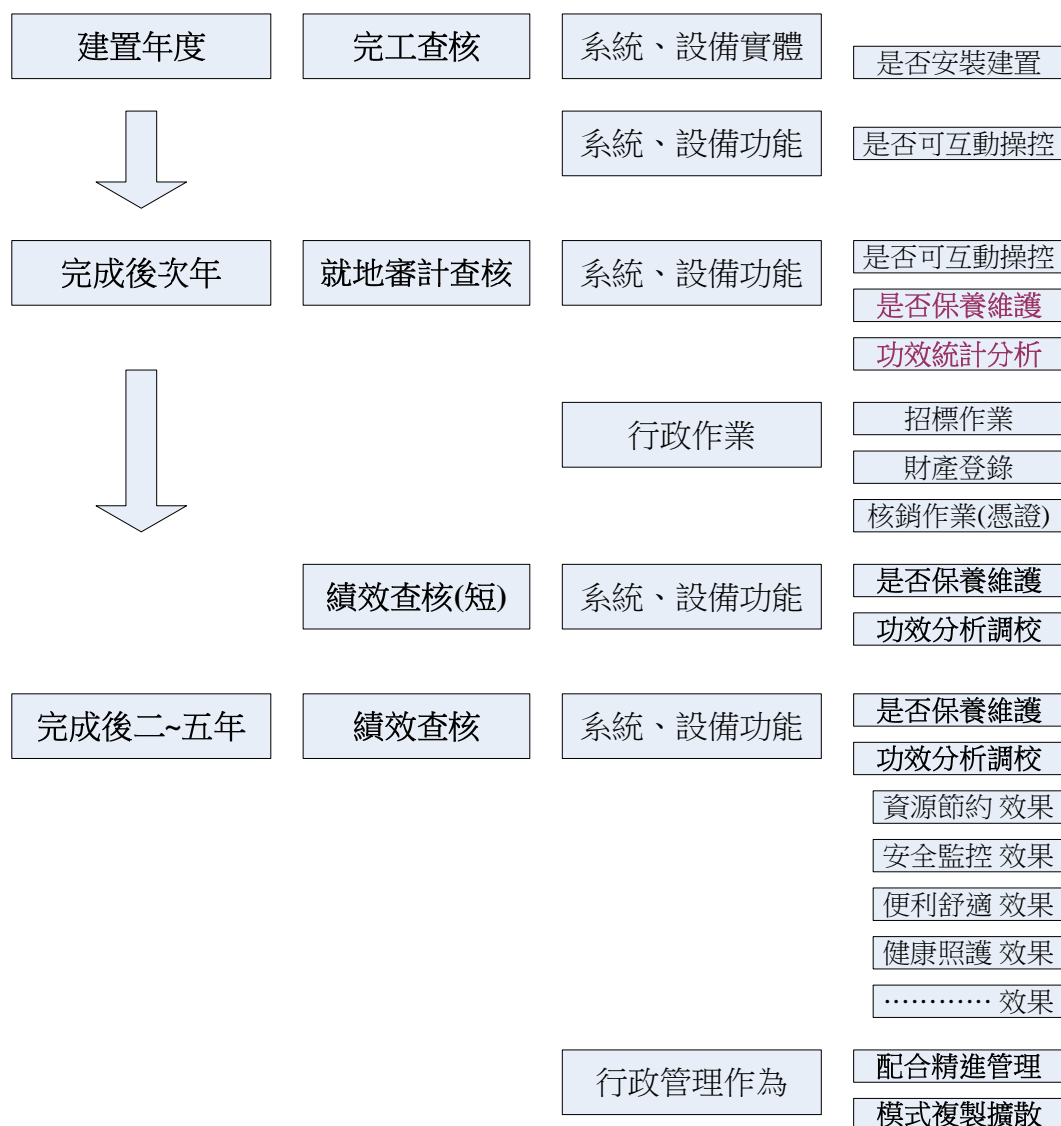 建置年度
完工查核
系統、設備實體
是否安裝建置
系統、設備功能
是否可互動操控
完成後次年
就地審計查核
系統、設備功能
是否可互動操控
是否保養維護
功效統計分析
行政作業
招標作業
財產登錄
核銷作業(憑證)
績效查核(短)
系統、設備功能
是否保養維護
功效分析調校
完成後二~五年
績效查核
系統、設備功能
是否保養維護
功效分析調校
資源節約 效果
安全監控 效果
便利舒適 效果
健康照護 效果
………… 效果
行政管理作為
配合精進管理
模式複製擴散